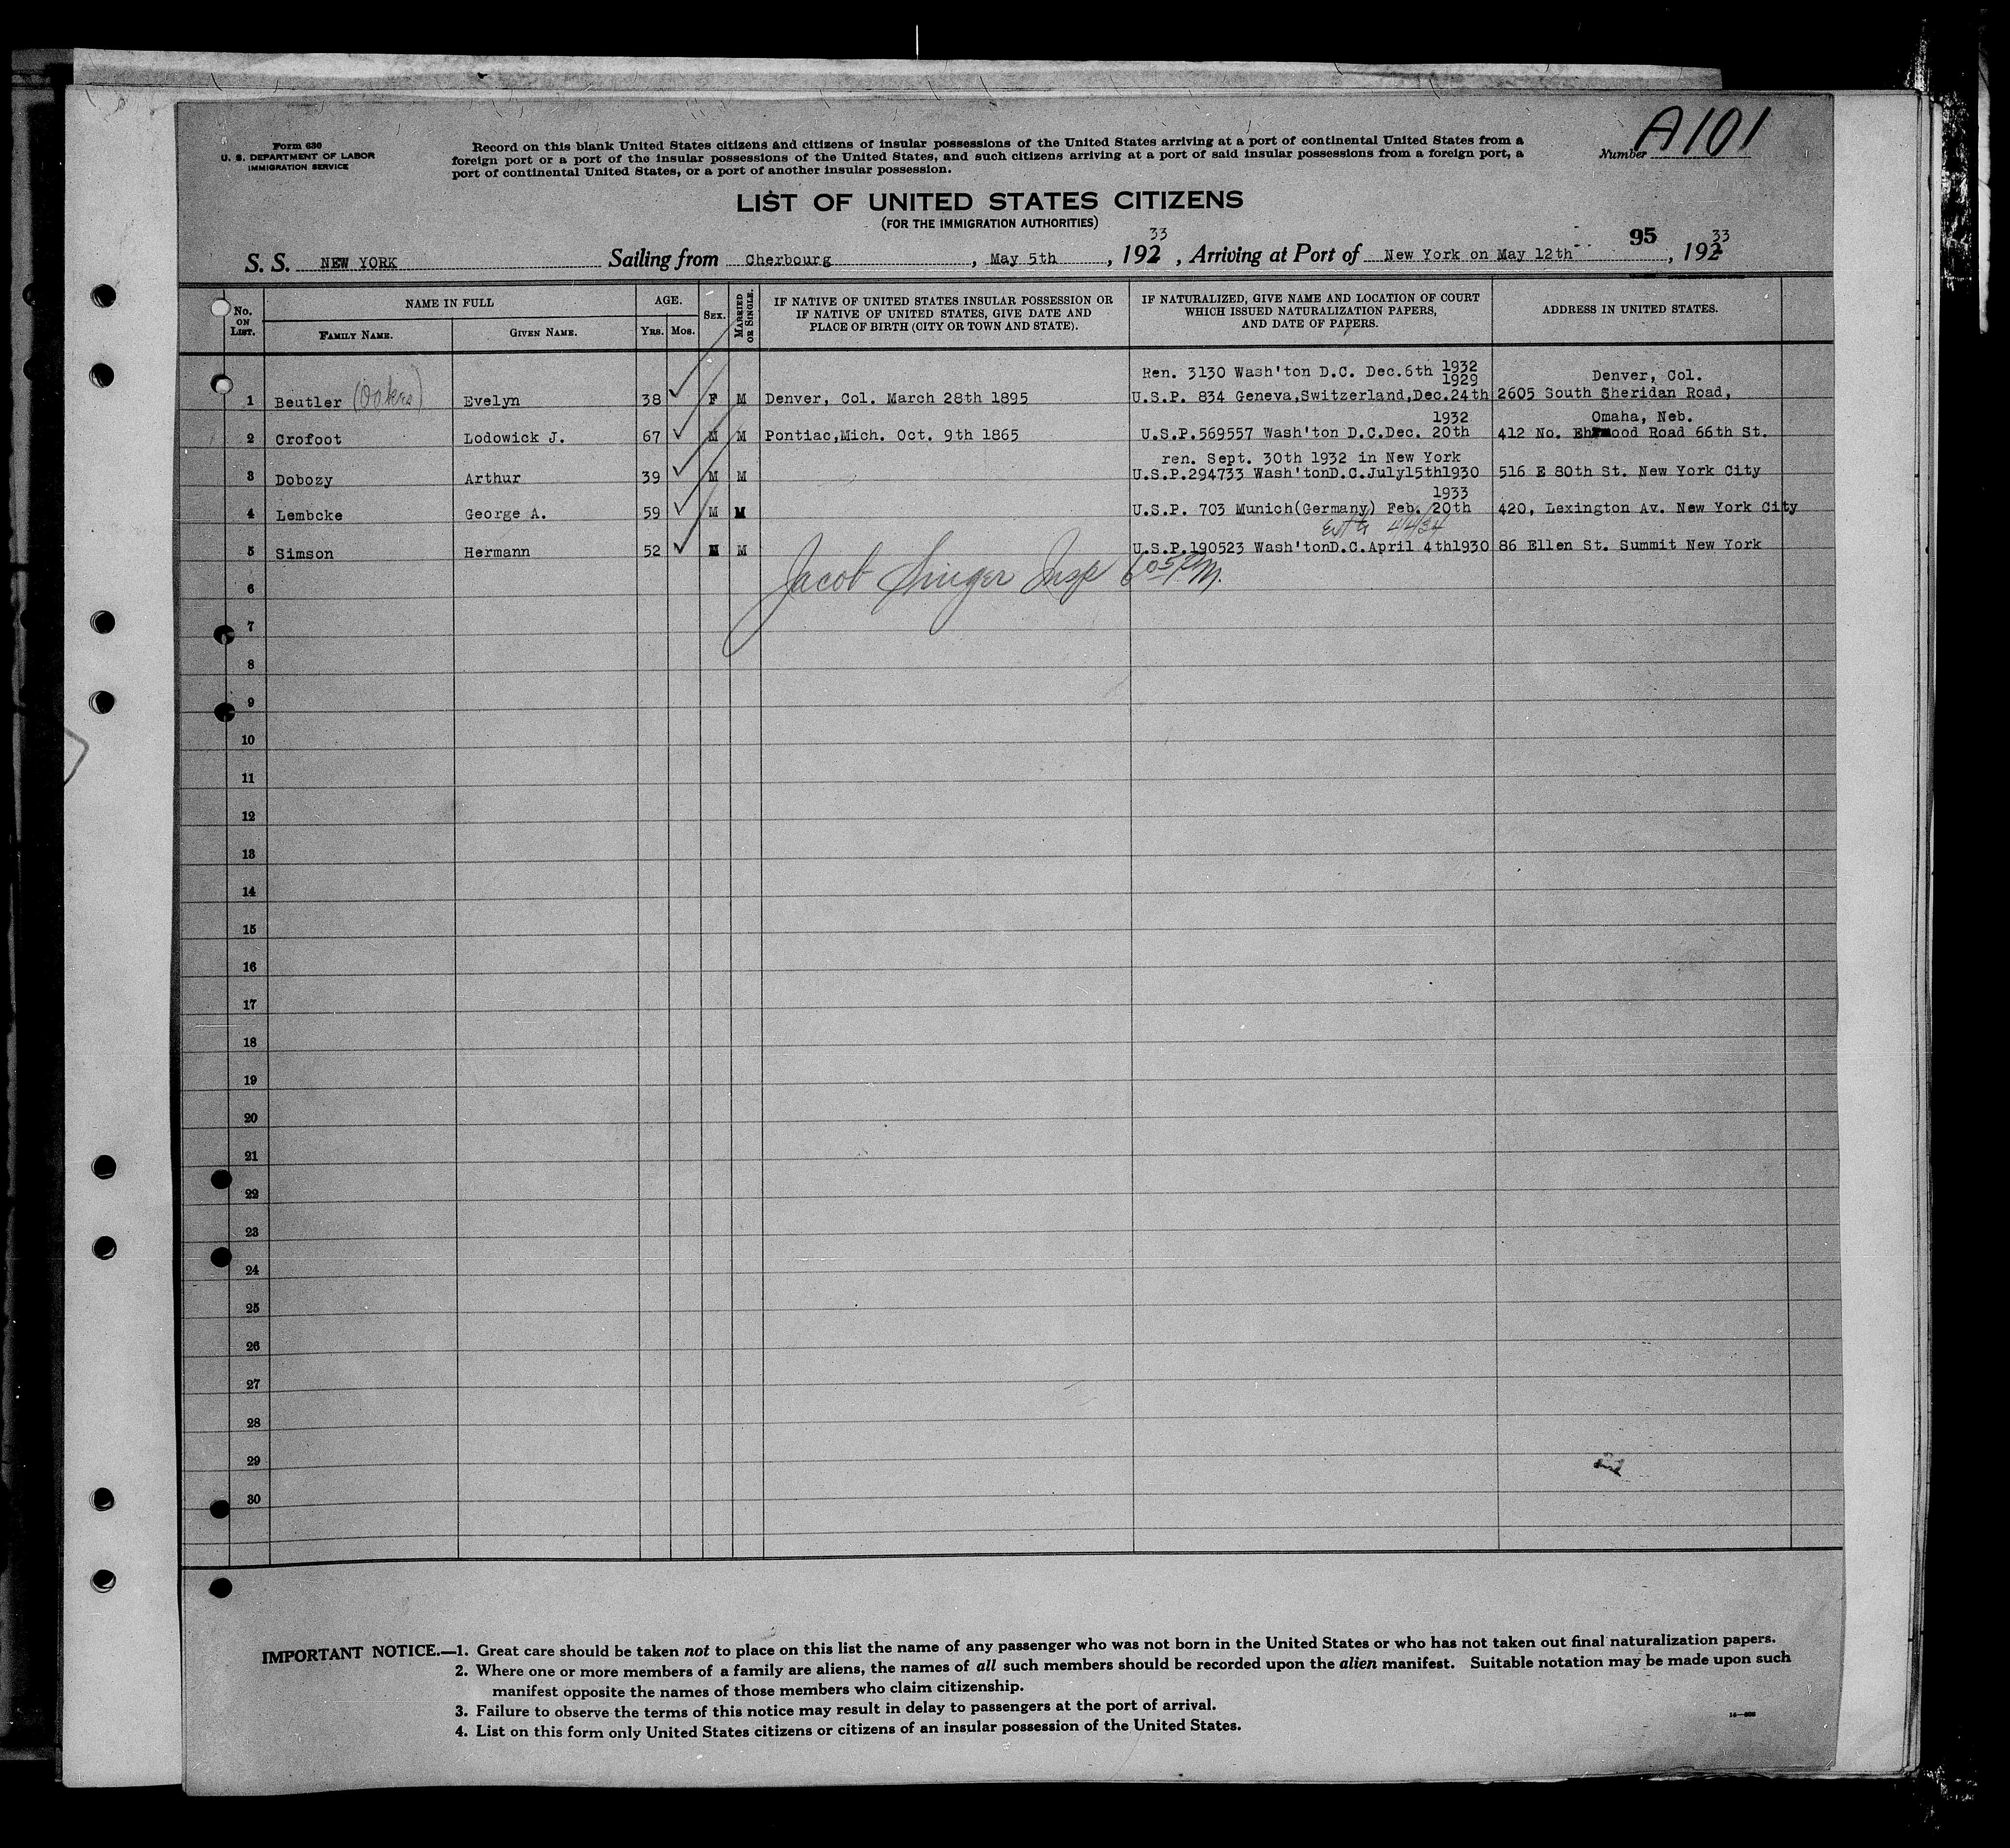 A101
Form 630
U. S. DEPARTMENT OF LABOR
IMMIGRATION SERVICE
Record on this blank United States citizens and citizens of insular possessions of the United States arriving at a port of continental United States from a
foreign port or a port of the insular possessions of the United States, and such citizens arriving at a port of said insular possessions from a foreign port, a
port of continental United States, or a port of another insular possession.
Number
LIST OF UNITED STATES CITIZENS
(FOR THE IMMIGRATION AUTHORITIES)
33 95 33
S. S. NEW YORK Sailing from Cherbourg, May 5th, 192 , Arriving at Port of New York on May 12th, 192
No. ON LIST.
NAME IN FULL
FAMILY NAME. GIVEN NAME.
AGE.
YRS. MOS.
SEX.
MARRIED OR SINGLE.
IF NATIVE OF UNITED STATES INSULAR POSSESSION OR
IF NATIVE OF UNITED STATES, GIVE DATE AND
PLACE OF BIRTH (CITY OR TOWN AND STATE).
IF NATURALIZED, GIVE NAME AND LOCATION OF COURT
WHICH ISSUED NATURALIZATION PAPERS,
AND DATE OF PAPERS.
ADDRESS IN UNITED STATES.
Ren. 3130 Wash'ton D.C. Dec.6th 1932
1929 Denver, Col.
1 Beutler Evelyn 38 F M Denver, Col. March 28th 1895 U.S.P. 834 Geneva,Switzerland,Dec.24th 2605 South Sheridan Road,
1932 Omaha, Neb.
2 Crofoot Lodowick J. 67 M M Pontiac,Mich. Oct. 9th 1865 U.S.P.569557 Wash'ton D.C.Dec. 20th 412 No. Road 66th St.
ren. Sept. 30th 1932 in New York
3 Dobozy Arthur 39 M M U.S.P.294733 Wash'tonD.C.July15th1930 516 E 80th St. New York City
1933
4 Lembcke George A. 59 M M U.S.P. 703 Munich(Germany) Feb. 20th 420, Lexington Av. New York City
4/4/34
5 Simson Hermann 52 M M U.S.P.190523 Wash'tonD.C.April 4th1930 86 Ellen St. Summit New York
Jacob Singer Insp 6 05 P.M.
6
7
8
9
10
11
12
13
14
15
16
17
18
19
20
21
22
23
24
25
26
27
28
29
30
IMPORTANT NOTICE.—1. Great care should be taken not to place on this list the name of any passenger who was not born in the United States or who has not taken out final naturalization papers.
2. Where one or more members of a family are aliens, the names of all such members should be recorded upon the alien manifest. Suitable notation may be made upon such
manifest opposite the names of those members who claim citizenship.
3. Failure to observe the terms of this notice may result in delay to passengers at the port of arrival.
4. List on this form only United States citizens or citizens of an insular possession of the United States.